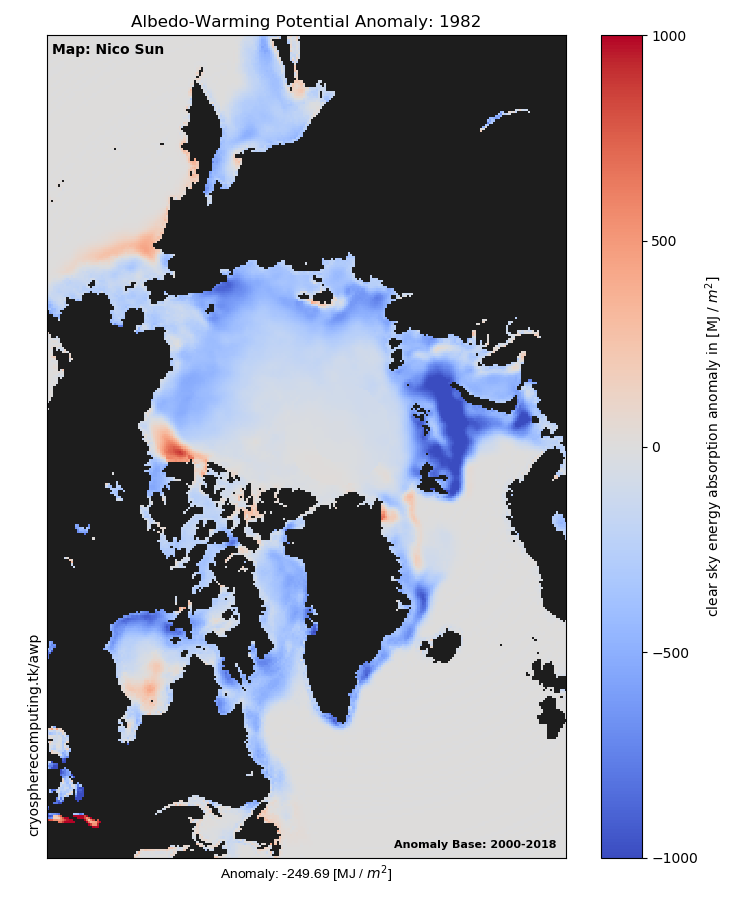 Albedo-Warming Potential Anomaly: 1982
Map: Nico Sun
1000
500
0
−500
−1000
clear sky energy absorption anomaly in [MJ / m²]
cryospherecomputing.tk/awp
Anomaly Base: 2000-2018
Anomaly: -249.69 [MJ / m²]